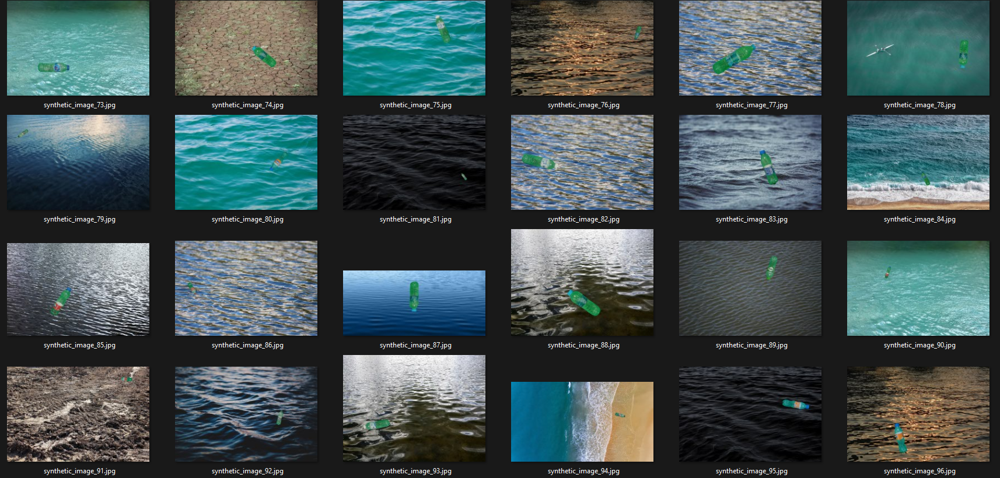 synthetic_image_73.jpg
synthetic_image_74.jpg
synthetic_image_75.jpg
synthetic_image_76.jpg
synthetic_image_77.jpg
synthetic_image_78.jpg
synthetic_image_79.jpg
synthetic_image_80.jpg
synthetic_image_81.jpg
synthetic_image_82.jpg
synthetic_image_83.jpg
synthetic_image_84.jpg
synthetic_image_85.jpg
synthetic_image_86.jpg
synthetic_image_87.jpg
synthetic_image_88.jpg
synthetic_image_89.jpg
synthetic_image_90.jpg
synthetic_image_91.jpg
synthetic_image_92.jpg
synthetic_image_93.jpg
synthetic_image_94.jpg
synthetic_image_95.jpg
synthetic_image_96.jpg